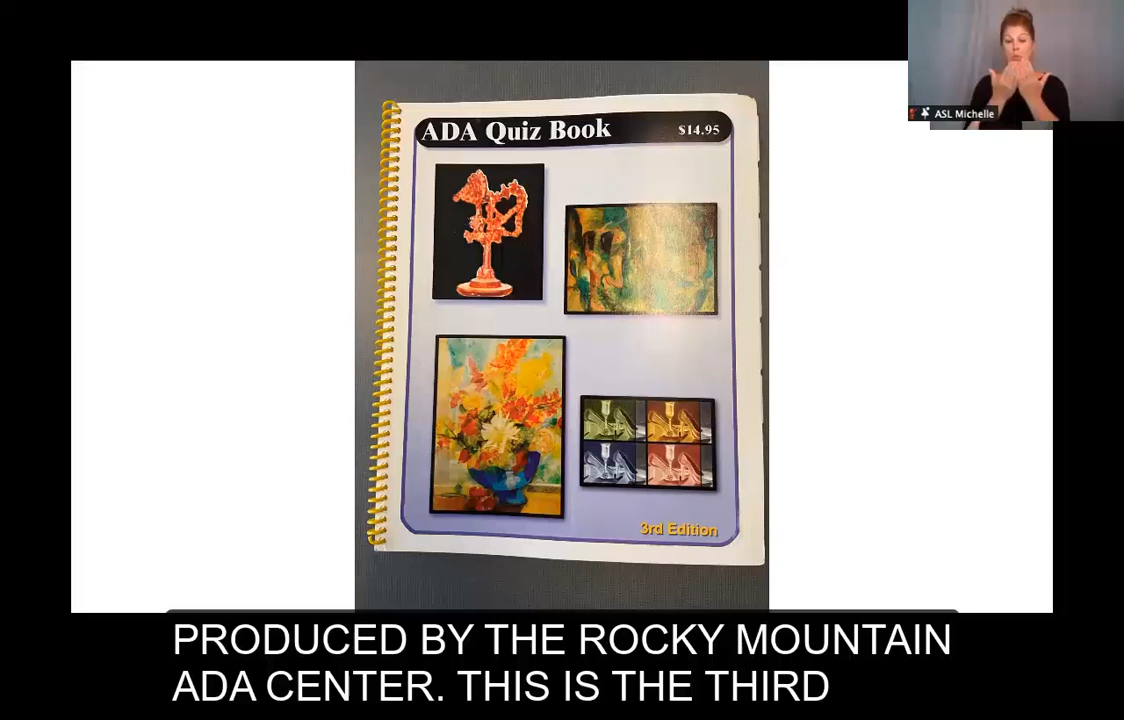 ADA Quiz Book $14.95
3rd Edition
ASL Michelle
PRODUCED BY THE ROCKY MOUNTAIN
ADA CENTER. THIS IS THE THIRD